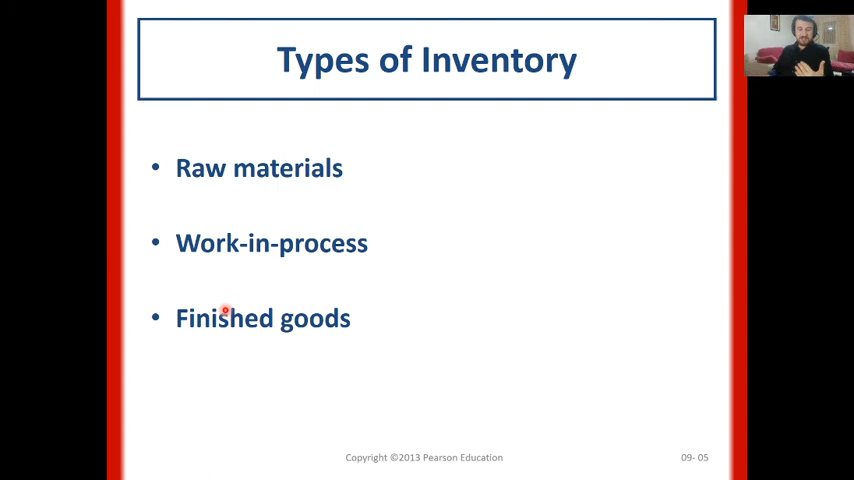 Types of Inventory
• Raw materials
• Work-in-process
• Finished goods
Copyright ©2013 Pearson Education
09- 05